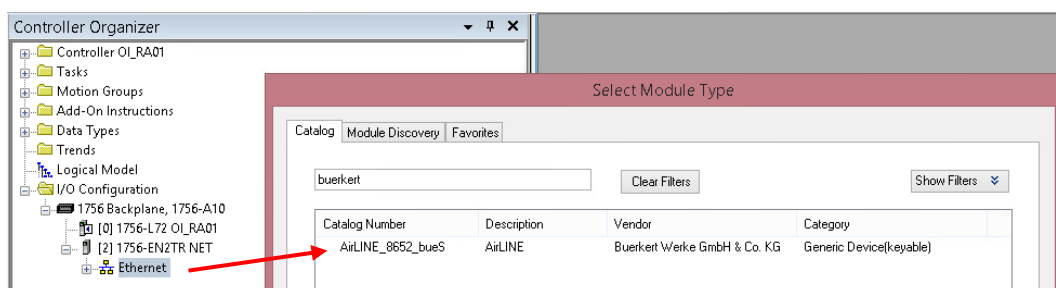 Controller Organizer
Controller OI_RA01
Tasks
Motion Groups
Add-On Instructions
Data Types
Trends
Logical Model
I/O Configuration
1756 Backplane, 1756-A10
[0] 1756-L72 OI_RA01
[2] 1756-EN2TR NET
Ethernet
Select Module Type
Catalog Module Discovery Favorites
buerkert Clear Filters Show Filters
Catalog Number Description Vendor Category
AirLINE_8652_bueS AirLINE Buerkert Werke GmbH & Co. KG Generic Device(keyable)